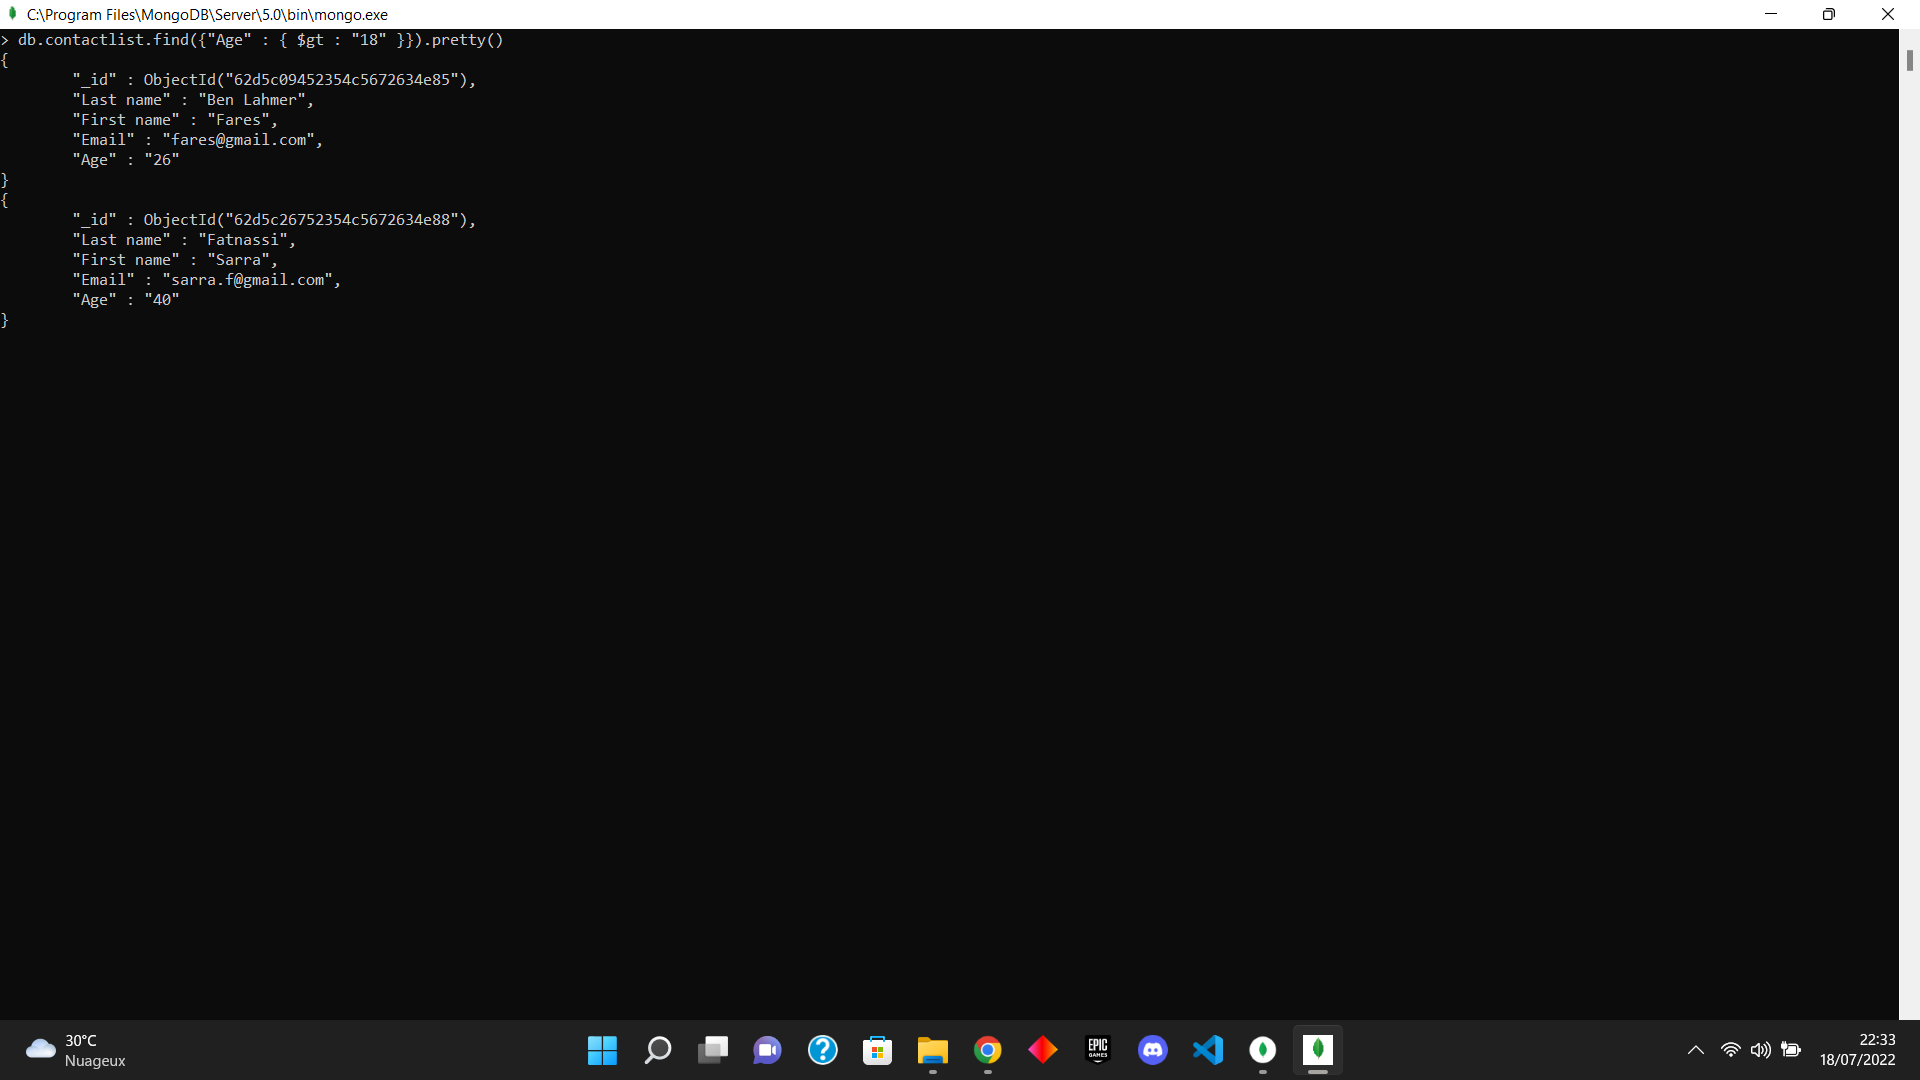 C:\Program Files\MongoDB\Server\5.0\bin\mongo.exe
> db.contactlist.find({"Age" : { $gt : "18" }}).pretty()
{
        "_id" : ObjectId("62d5c09452354c5672634e85"),
        "Last name" : "Ben Lahmer",
        "First name" : "Fares",
        "Email" : "fares@gmail.com",
        "Age" : "26"
}
{
        "_id" : ObjectId("62d5c26752354c5672634e88"),
        "Last name" : "Fatnassi",
        "First name" : "Sarra",
        "Email" : "sarra.f@gmail.com",
        "Age" : "40"
}
30°C
Nuageux
EPIC
GAMES
22:33
18/07/2022